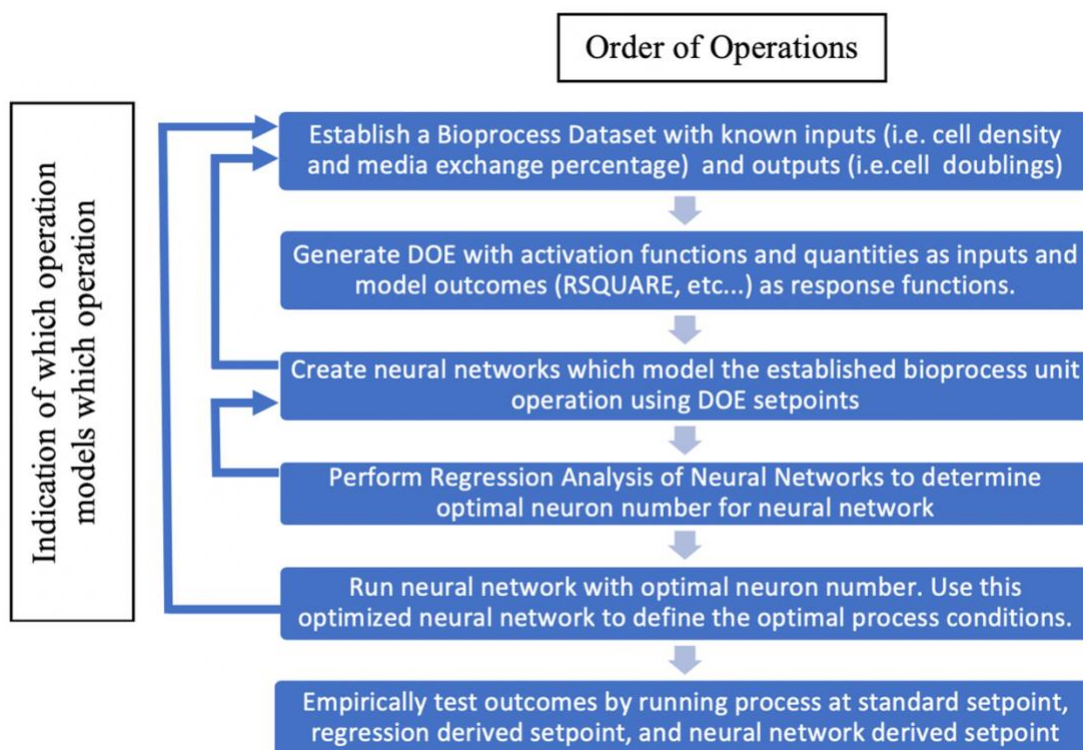 Order of Operations
Indication of which operation
models which operation
Establish a Bioprocess Dataset with known inputs (i.e. cell density
and media exchange percentage)  and outputs (i.e.cell  doublings)
Generate DOE with activation functions and quantities as inputs and
model outcomes (RSQUARE, etc...) as response functions.
Create neural networks which model the established bioprocess unit
operation using DOE setpoints
Perform Regression Analysis of Neural Networks to determine
optimal neuron number for neural network
Run neural network with optimal neuron number. Use this
optimized neural network to define the optimal process conditions.
Empirically test outcomes by running process at standard setpoint,
regression derived setpoint, and neural network derived setpoint